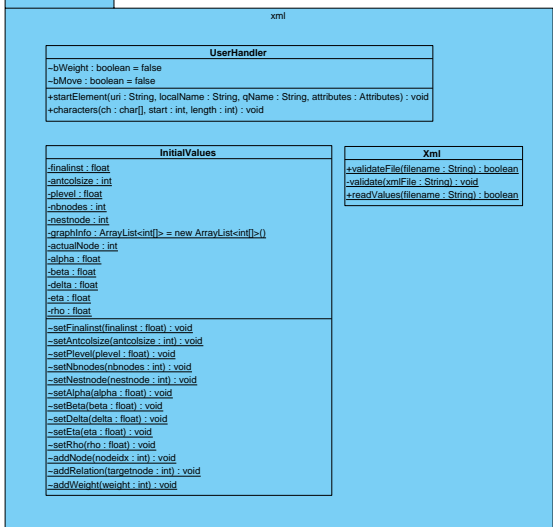 xml
UserHandler
~bWeight : boolean = false
~bMove : boolean = false
+startElement(uri : String, localName : String, qName : String, attributes : Attributes) : void
+characters(ch : char[], start : int, length : int) : void
InitialValues
-finalinst : float
-antcolsize : int
-plevel : float
-nbnodes : int
-nestnode : int
-graphInfo : ArrayList<int[]> = new ArrayList<int[]>()
-actualNode : int
-alpha : float
-beta : float
-delta : float
-eta : float
-rho : float
~setFinalinst(finalinst : float) : void
~setAntcolsize(antcolsize : int) : void
~setPlevel(plevel : float) : void
~setNbnodes(nbnodes : int) : void
~setNestnode(nestnode : int) : void
~setAlpha(alpha : float) : void
~setBeta(beta : float) : void
~setDelta(delta : float) : void
~setEta(eta : float) : void
~setRho(rho : float) : void
~addNode(nodeidx : int) : void
~addRelation(targetnode : int) : void
~addWeight(weight : int) : void
Xml
+validateFile(filename : String) : boolean
-validate(xmlFile : String) : void
+readValues(filename : String) : boolean